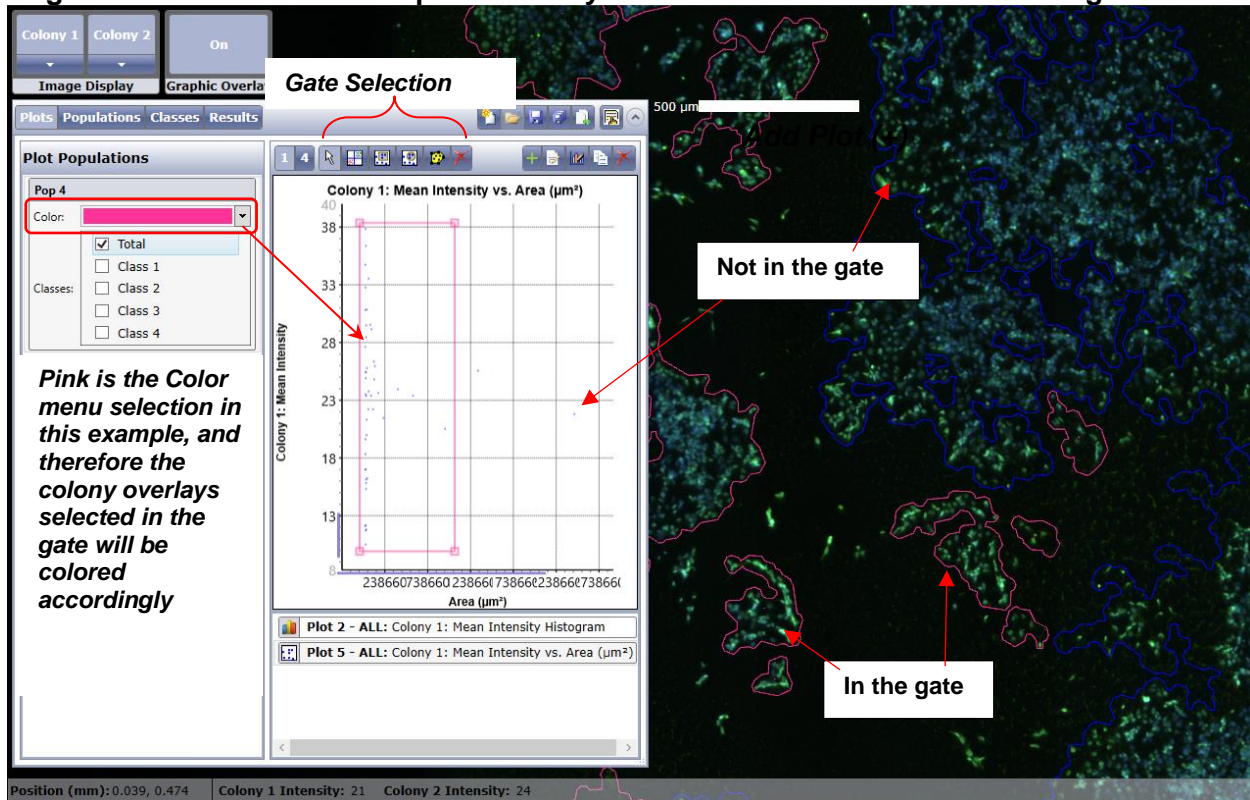 Colony 1 Colony 2
On
Image Display Graphic Overla
Gate Selection
Plots Populations Classes Results
500 µm
Add Plot (+)
Plot Populations
1 4
Pop 4
Color:
Total
Class 1
Classes: Class 2
Class 3
Class 4
Pink is the Color
menu selection in
this example, and
therefore the
colony overlays
selected in the
gate will be
colored
accordingly
Colony 1: Mean Intensity vs. Area (µm²)
40
38
33
28
23
18
13
8
Colony 1: Mean Intensity
Area (µm²)
Plot 2 - ALL: Colony 1: Mean Intensity Histogram
Plot 5 - ALL: Colony 1: Mean Intensity vs. Area (µm²)
Not in the gate
In the gate
Position (mm): 0.039, 0.474 Colony 1 Intensity: 21 Colony 2 Intensity: 24